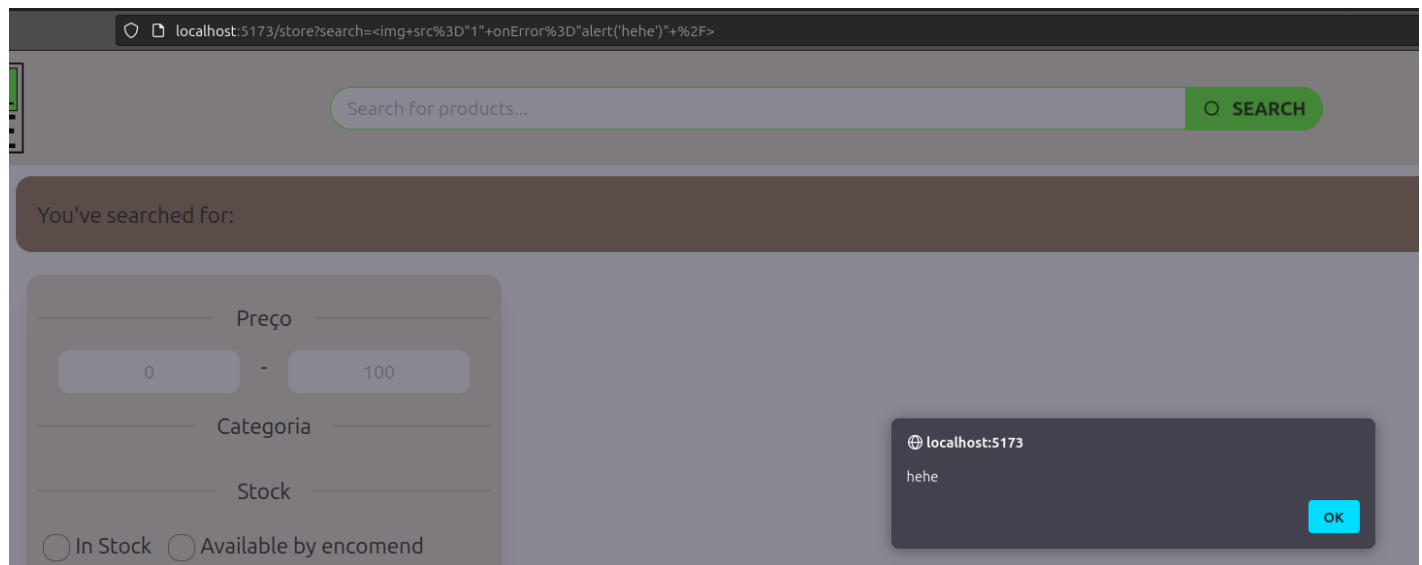 localhost:5173/store?search=<img+src%3D"1"+onError%3D"alert('hehe')"+%2F>
Search for products...
SEARCH
You've searched for:
Preço
0 - 100
Categoria
Stock
In Stock Available by encomend
localhost:5173
hehe
OK